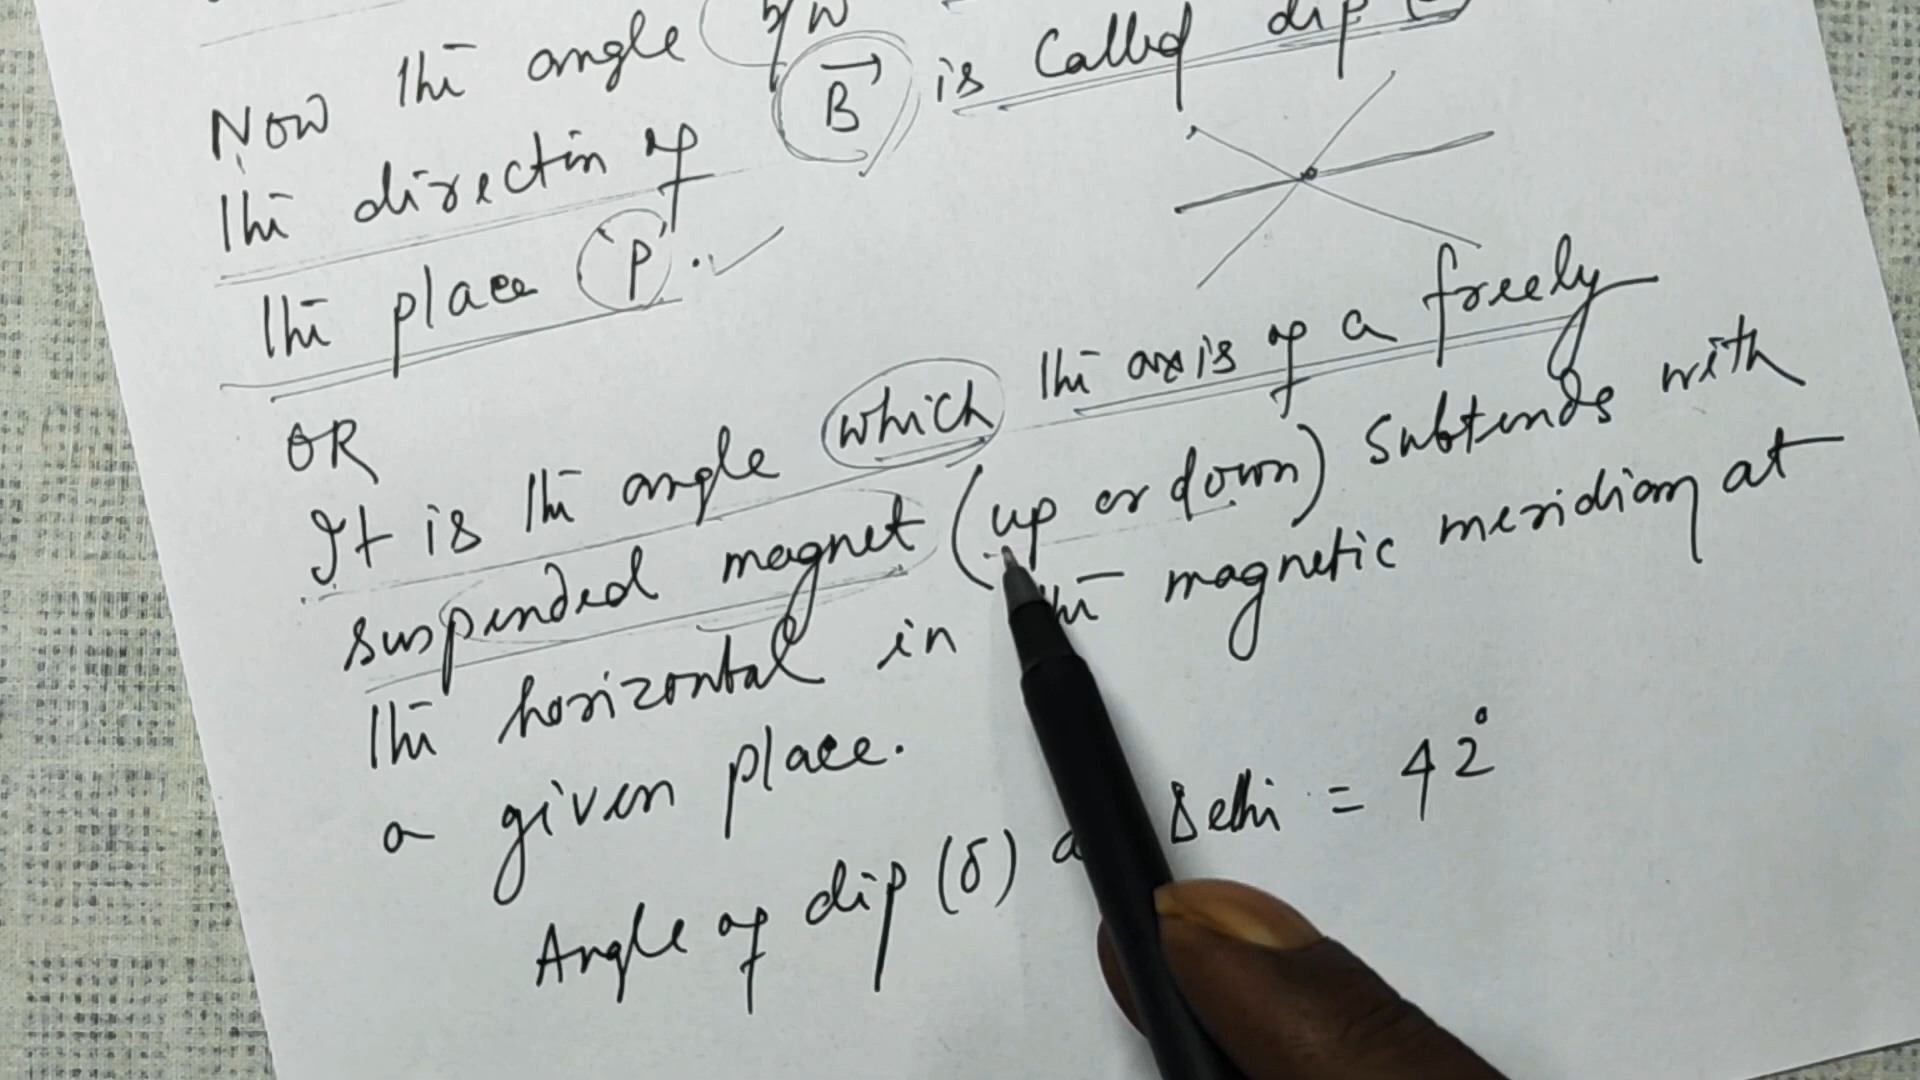 Now the angle b/w
the direction of B is called dip
the place 'P'.
OR
It is the angle which the axis of a freely
suspended magnet (up or down) subtends with
the horizontal in the magnetic meridian at
a given place.
Angle of dip (δ) a Delhi = 42°